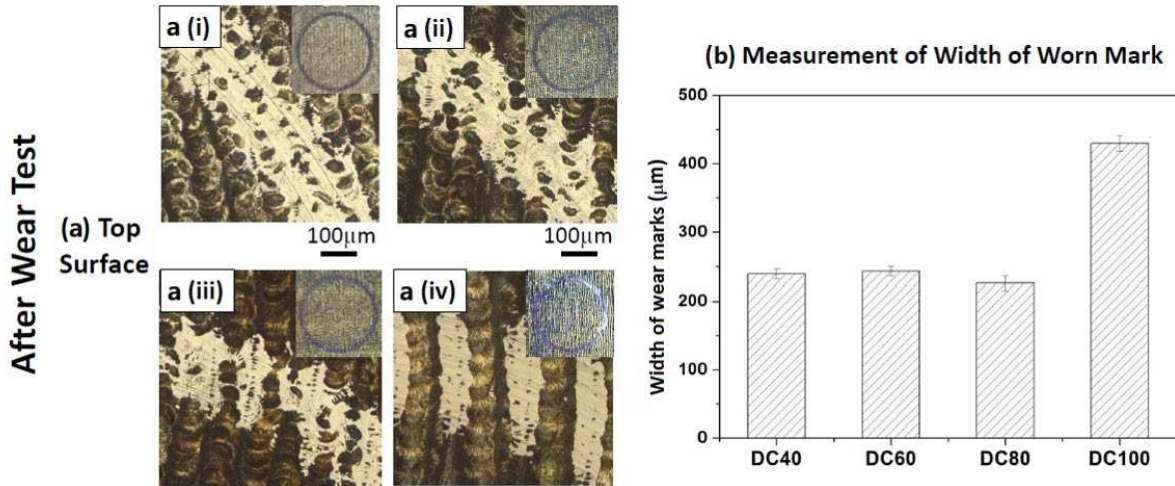 After Wear Test
(a) Top
Surface
a (i)
a (ii)
100μm
100μm
a (iii)
a (iv)
(b) Measurement of Width of Worn Mark
Width of wear marks (μm)
500
400
300
200
100
0
DC40
DC60
DC80
DC100